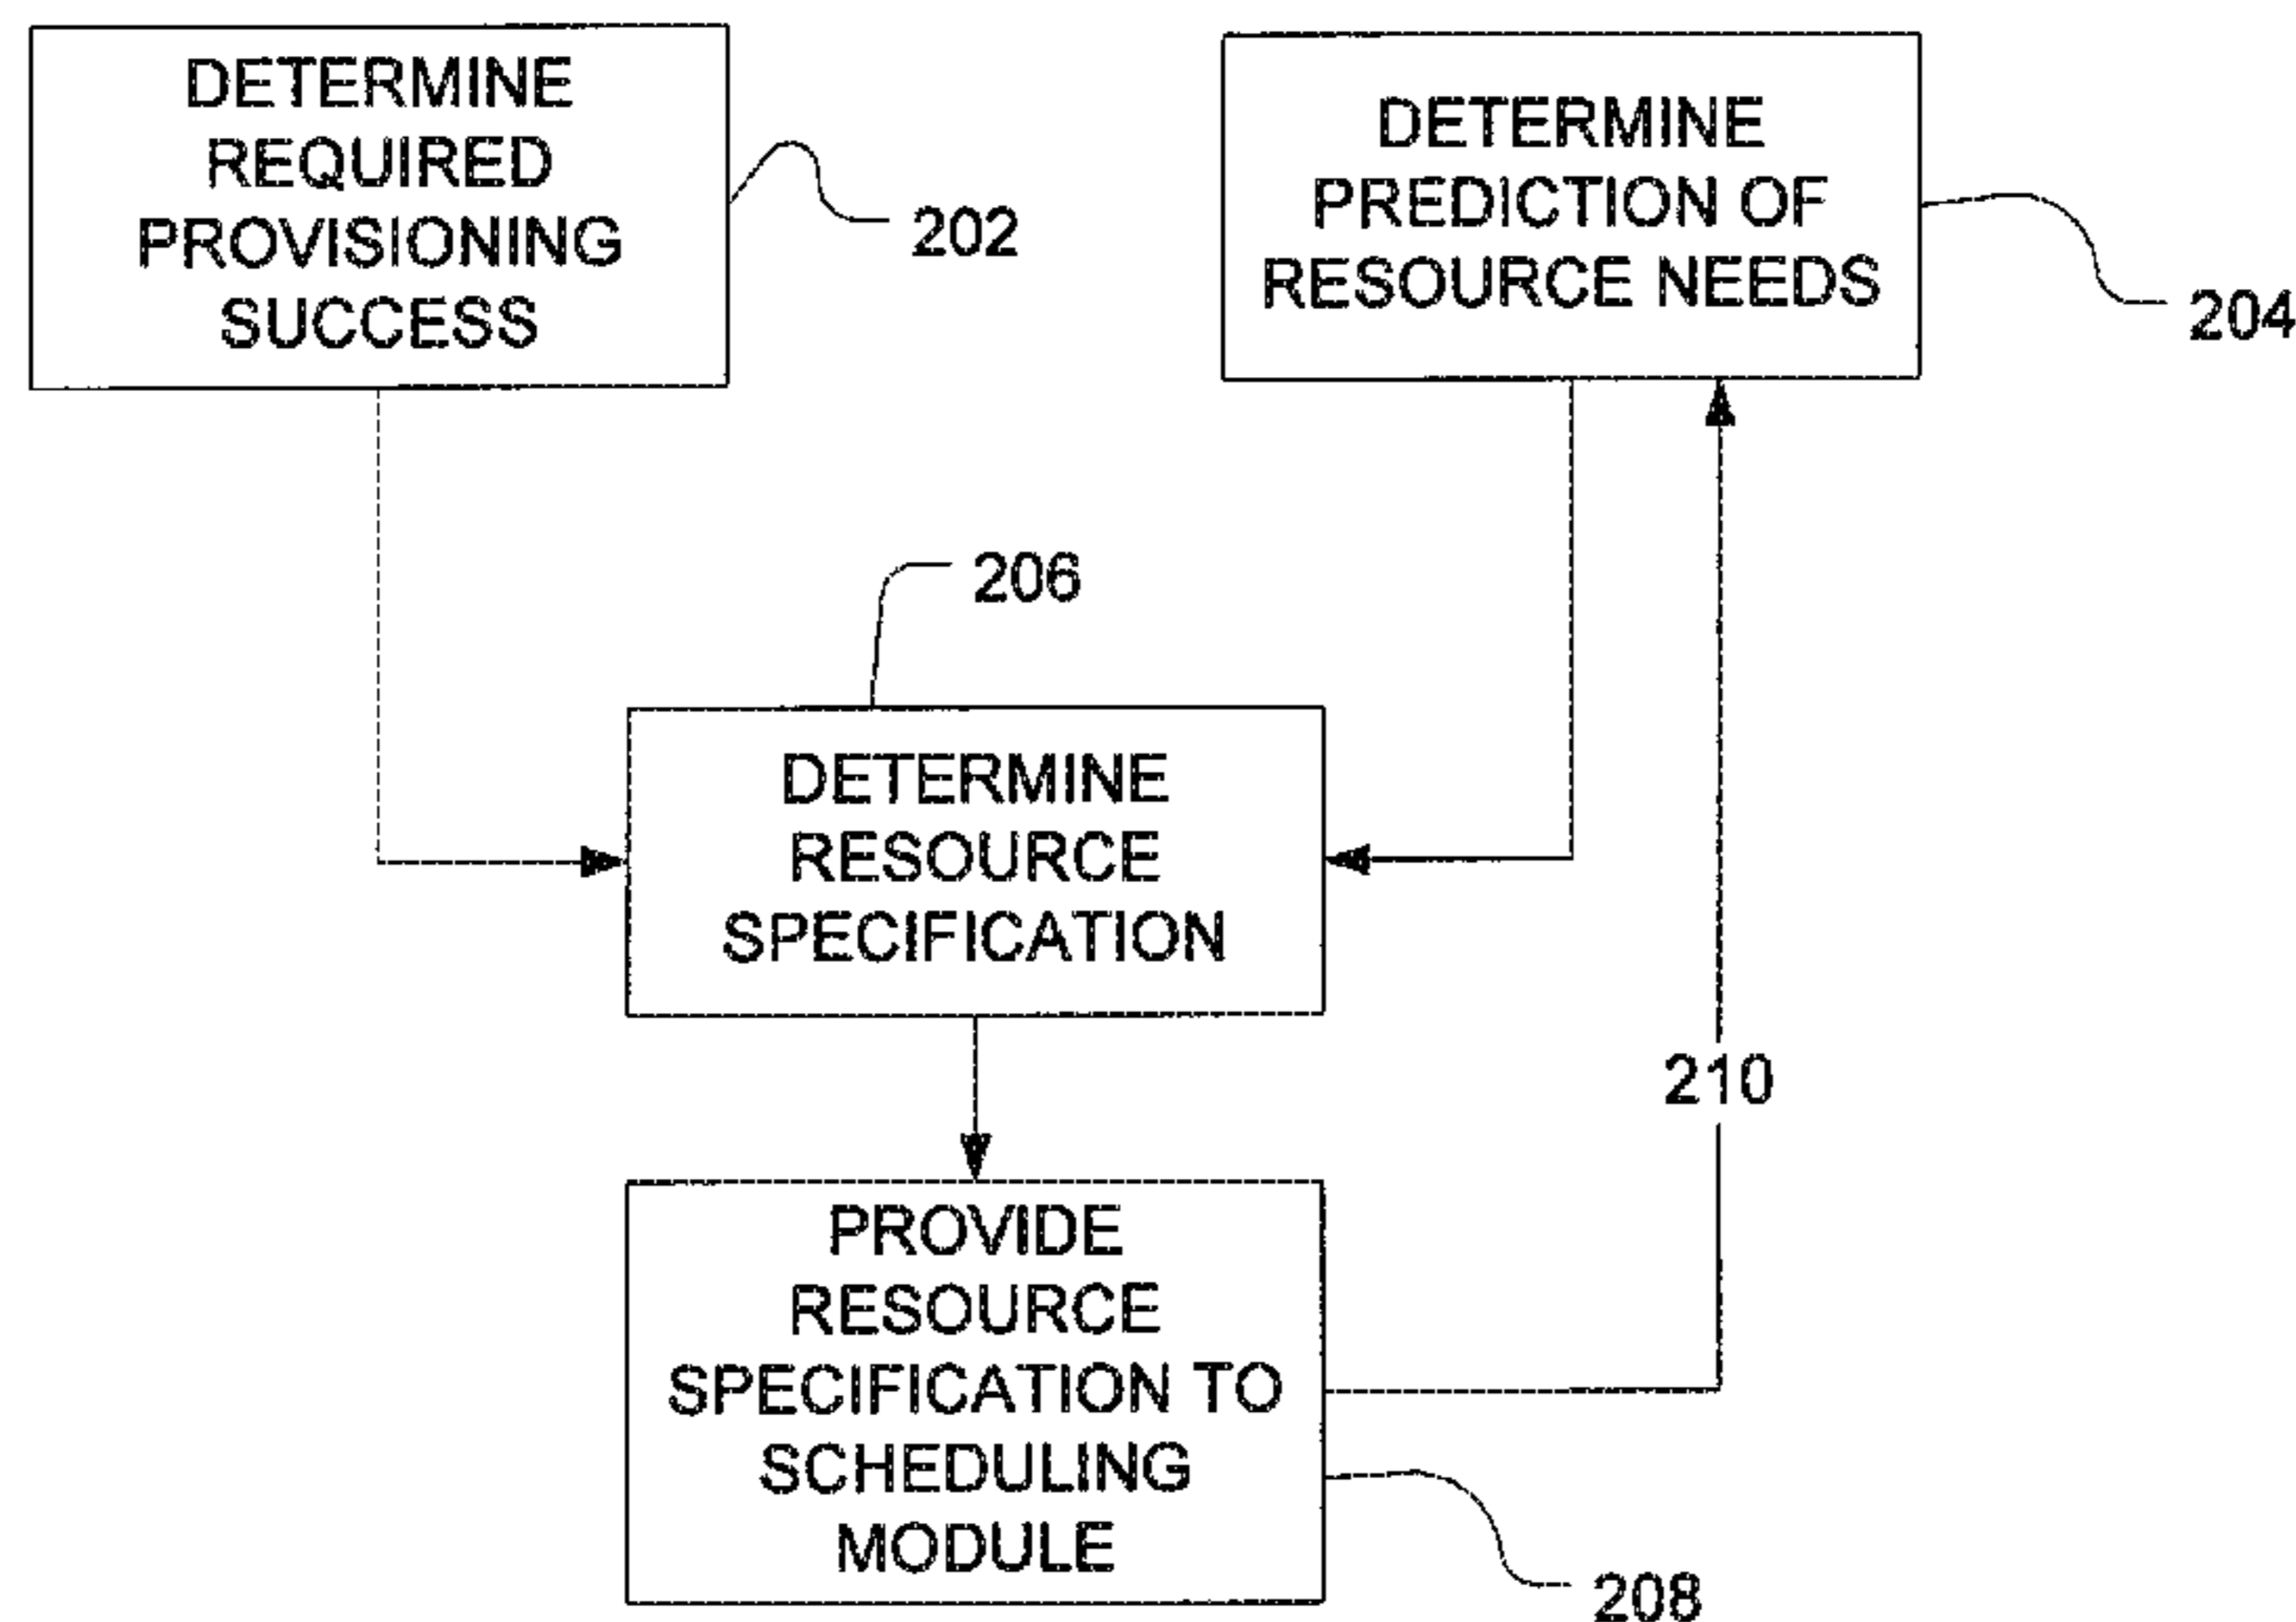 DETERMINE
REQUIRED
PROVISIONING
SUCCESS
202
DETERMINE
PREDICTION OF
RESOURCE NEEDS
204
206
DETERMINE
RESOURCE
SPECIFICATION
210
PROVIDE
RESOURCE
SPECIFICATION TO
SCHEDULING
MODULE
208